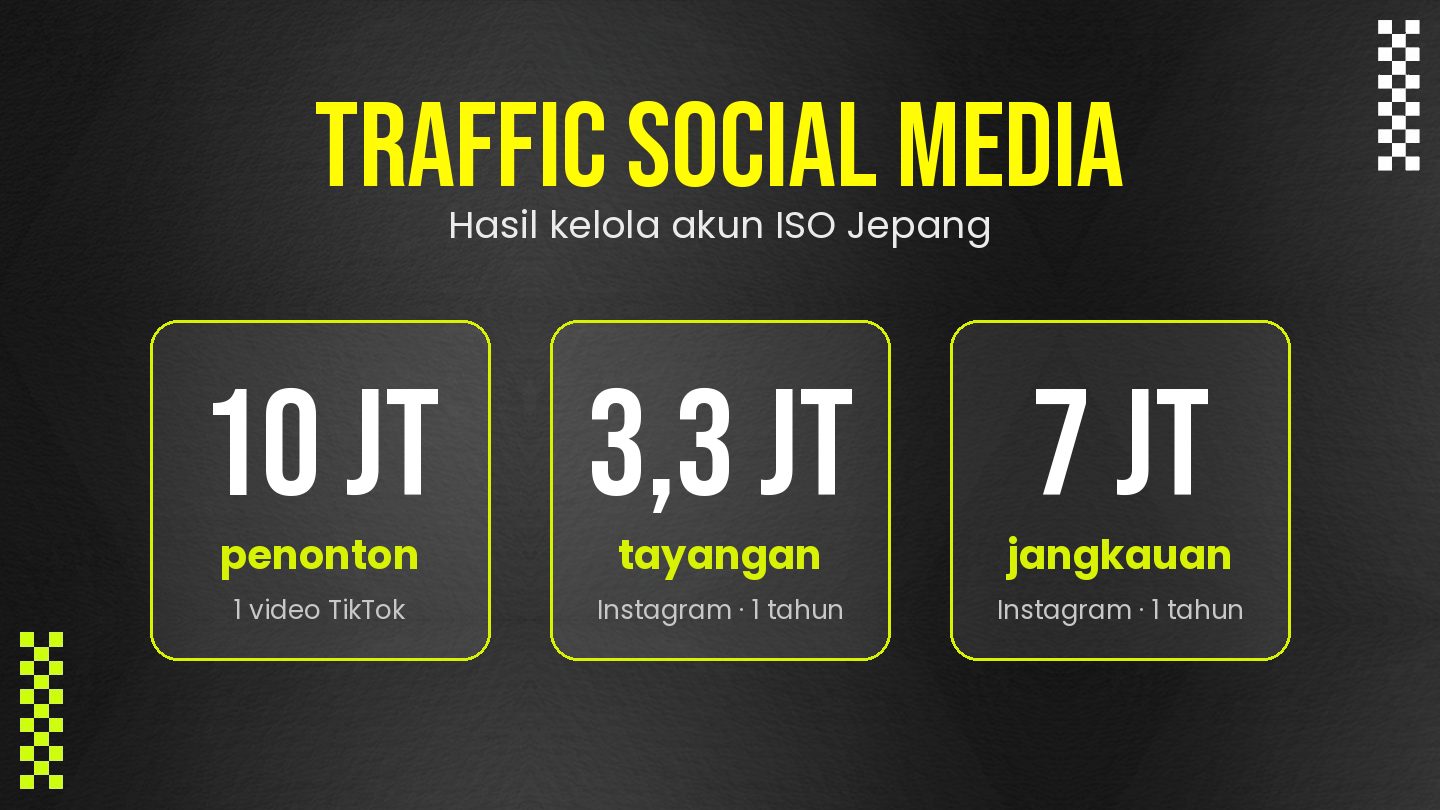 TRAFFIC SOCIAL MEDIA
Hasil kelola akun ISO Jepang
10 JT
penonton
1 video TikTok
3,3 JT
tayangan
Instagram · 1 tahun
7 JT
jangkauan
Instagram · 1 tahun